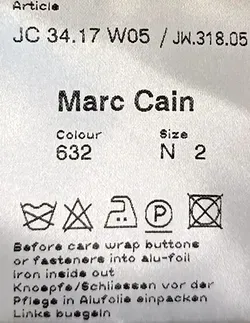 Article
JC 34.17 W05 / JW.318.05
Marc Cain
Colour Size
632 N 2
P
Before care wrap buttons
or fasteners into alu-foil
Iron inside out
Knoepfe/Schliessen vor der
Pflege in Alufolie einpacken
Links buegeln